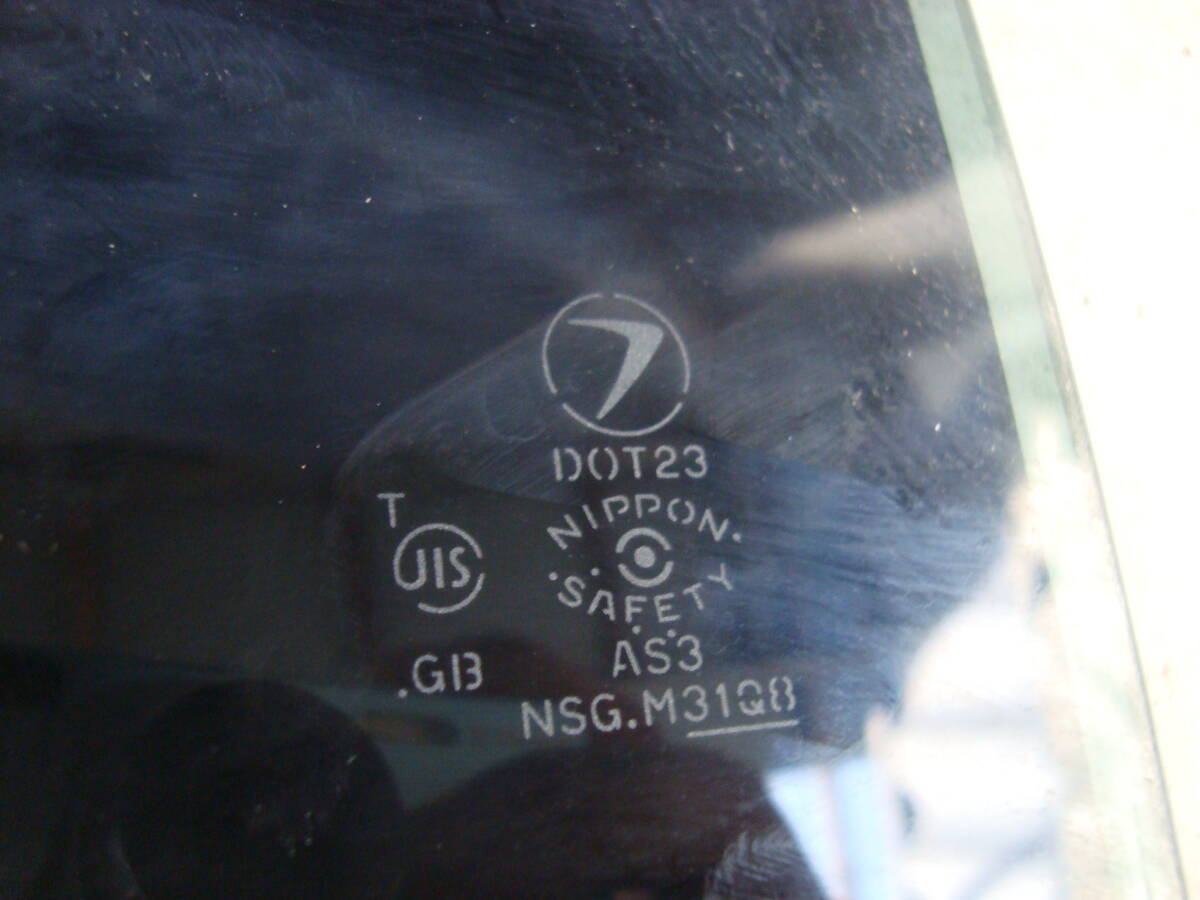 DOT23
T
NIPPON
JIS
SAFETY
AS3
.GB
NSG.M31Q8